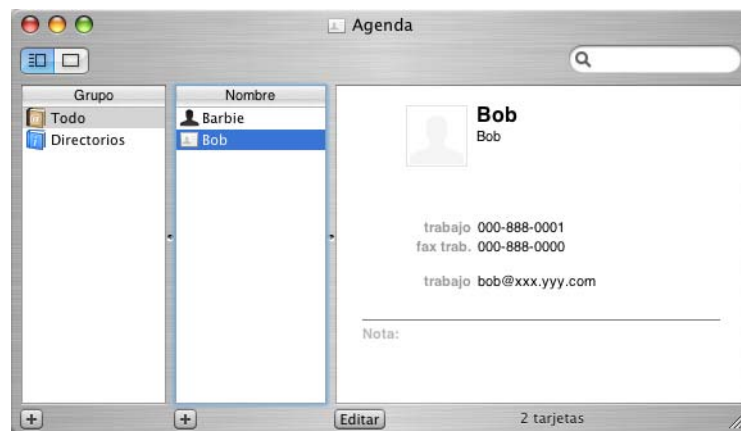 Agenda
Grupo
Todo
Directorios
Nombre
Barbie
Bob
Bob
Bob
trabajo 000-888-0001
fax trab. 000-888-0000
trabajo bob@xxx.yyy.com
Nota:
+
+
Editar
2 tarjetas